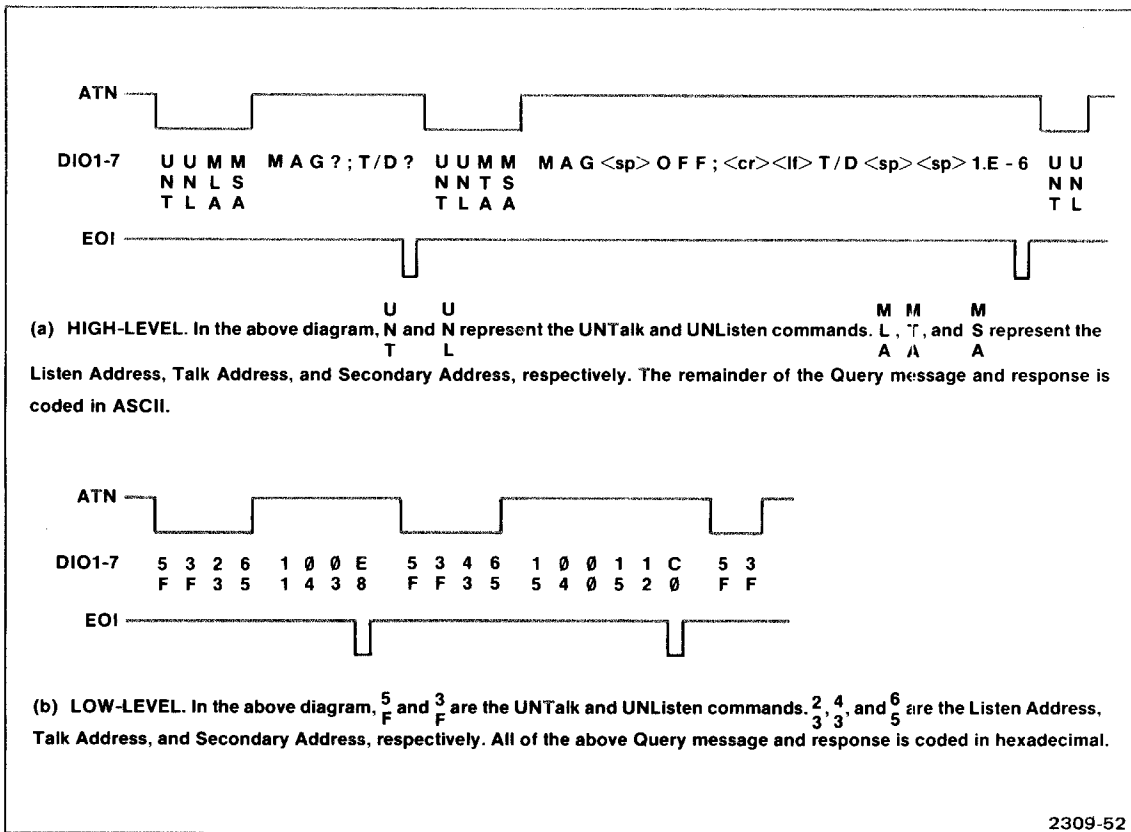 ATN
DIO1-7 U U M M M A G ? ; T / D ? U U M M M A G <sp> O F F ; <cr> <lf> T / D <sp> <sp> 1.E - 6 U U
N N L S N N T S N N
T L A A T L A A T L
EOI
U U M M M
(a) HIGH-LEVEL. In the above diagram, N and N represent the UNTalk and UNListen commands. L , T, and S represent the
T L A A A
Listen Address, Talk Address, and Secondary Address, respectively. The remainder of the Query message and response is
coded in ASCII.
ATN
DIO1-7 5 3 2 6 1 0 0 E 5 3 4 6 1 0 0 1 1 C 5 3
F F 3 5 1 4 3 8 F F 3 5 5 4 0 5 2 0 F F
EOI
(b) LOW-LEVEL. In the above diagram, 5 and 3 are the UNTalk and UNListen commands. 2, 4, and 6 are the Listen Address,
F F 3 3 5
Talk Address, and Secondary Address, respectively. All of the above Query message and response is coded in hexadecimal.
2309-52